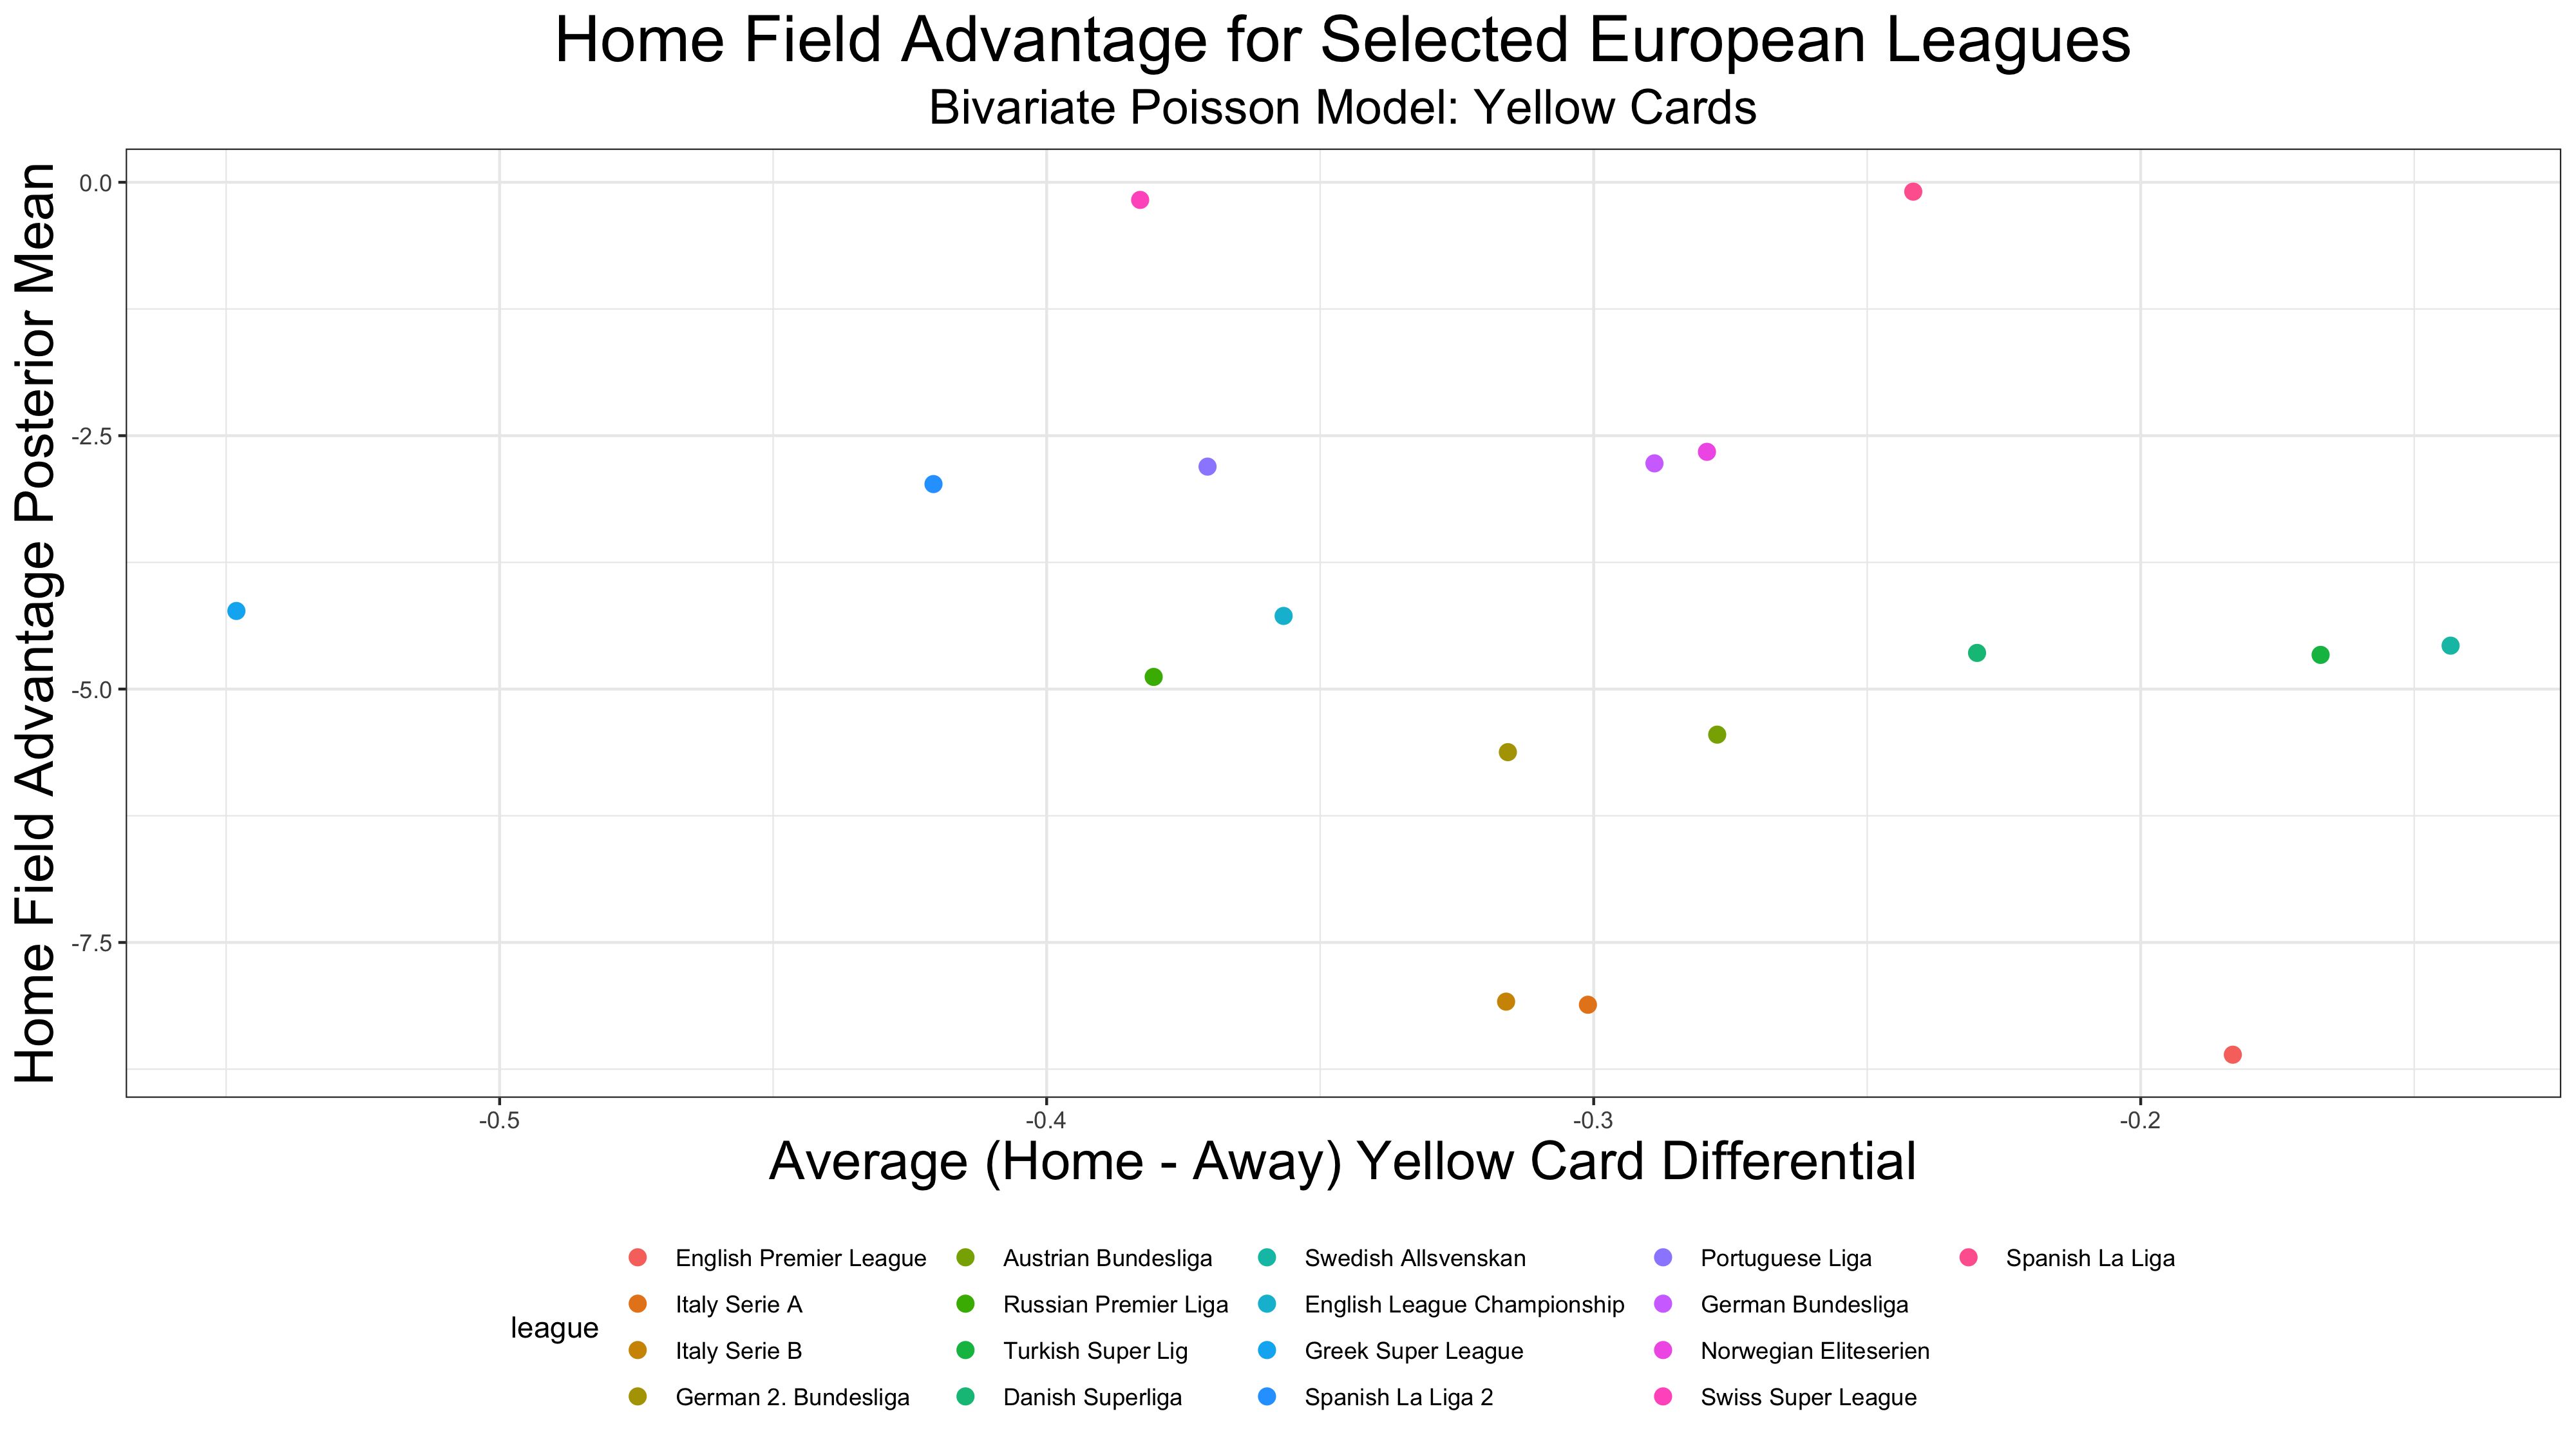 Home Field Advantage for Selected European Leagues
Bivariate Poisson Model: Yellow Cards
Home Field Advantage Posterior Mean
0.0
-2.5
-5.0
-7.5
-0.5 -0.4 -0.3 -0.2
Average (Home - Away) Yellow Card Differential
league
English Premier League
Italy Serie A
Italy Serie B
German 2. Bundesliga
Austrian Bundesliga
Russian Premier Liga
Turkish Super Lig
Danish Superliga
Swedish Allsvenskan
English League Championship
Greek Super League
Spanish La Liga 2
Portuguese Liga
German Bundesliga
Norwegian Eliteserien
Swiss Super League
Spanish La Liga